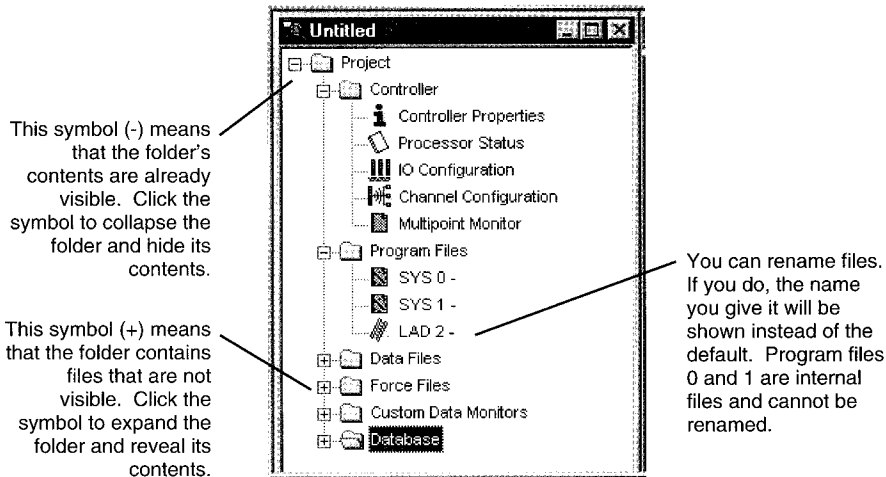 Untitled
Project
Controller
Controller Properties
Processor Status
IO Configuration
Channel Configuration
Multipoint Monitor
Program Files
SYS 0 -
SYS 1 -
LAD 2 -
Data Files
Force Files
Custom Data Monitors
Database
This symbol (-) means
that the folder's
contents are already
visible. Click the
symbol to collapse the
folder and hide its
contents.
This symbol (+) means
that the folder contains
files that are not
visible. Click the
symbol to expand the
folder and reveal its
contents.
You can rename files.
If you do, the name
you give it will be
shown instead of the
default. Program files
0 and 1 are internal
files and cannot be
renamed.